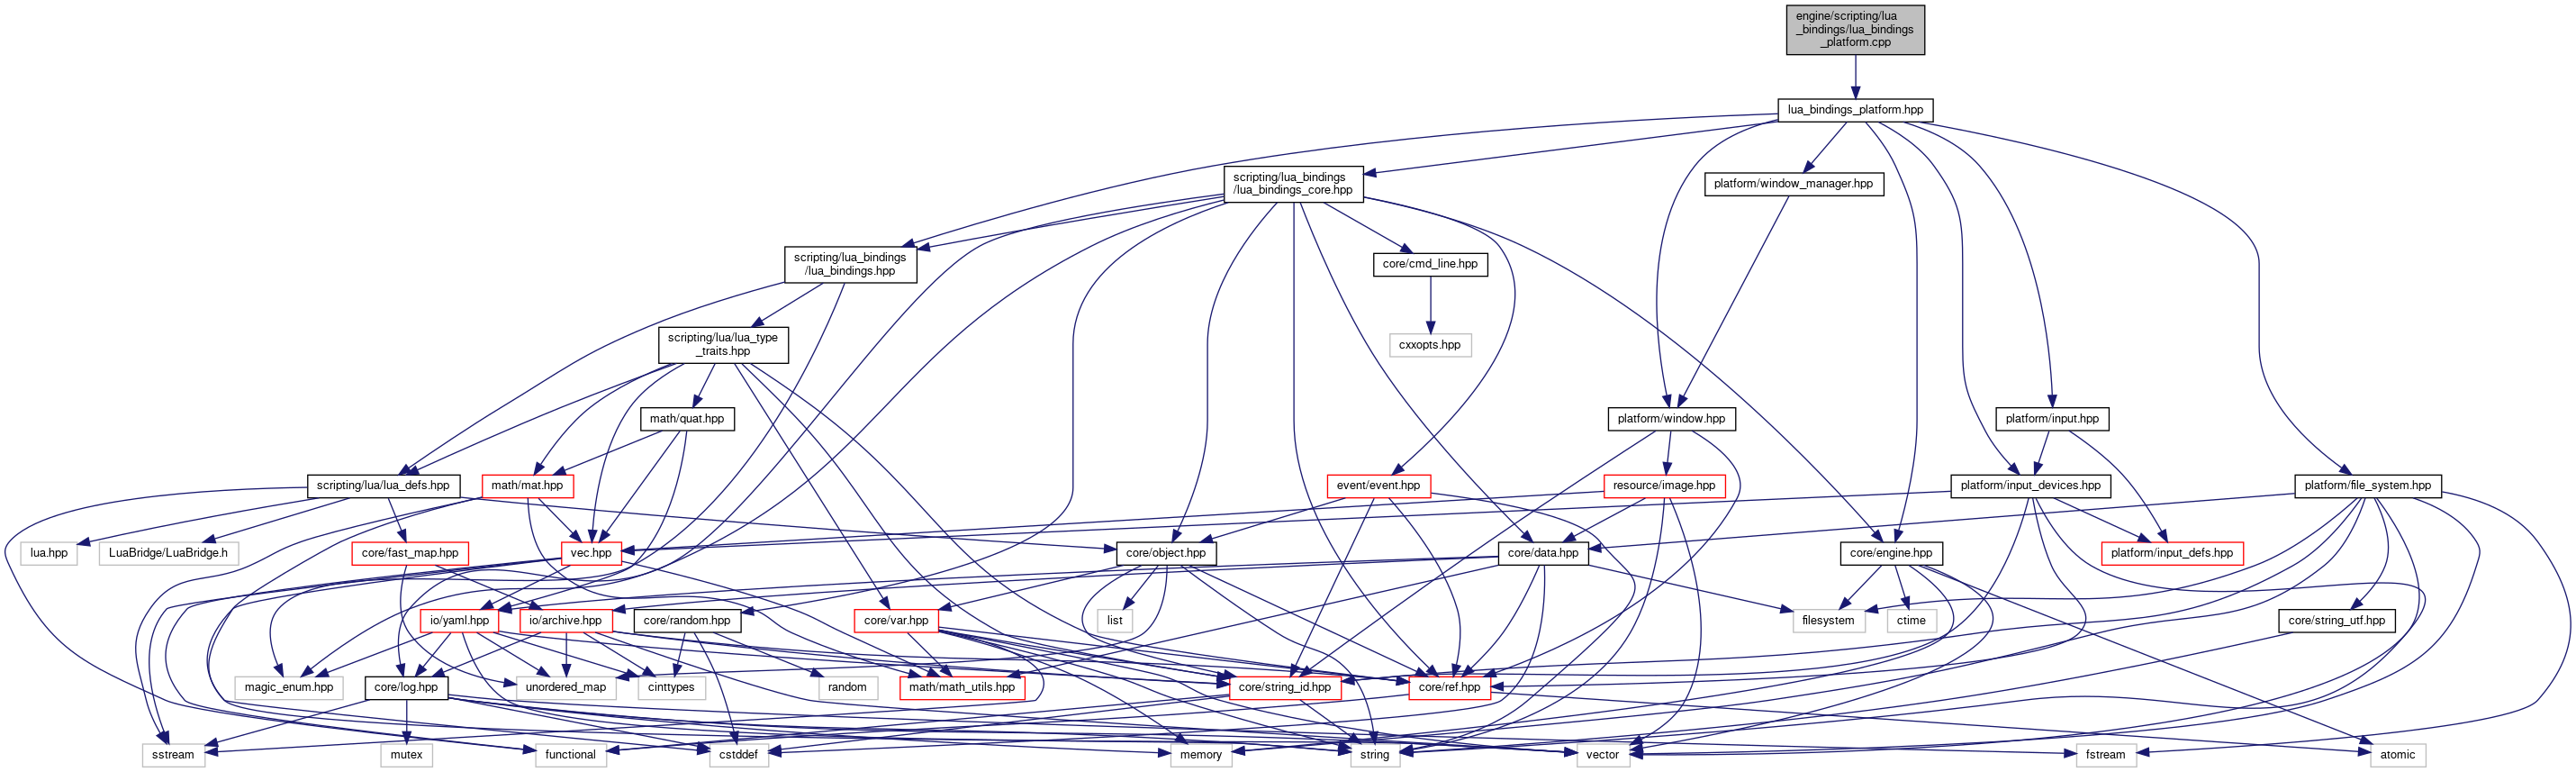 engine/scripting/lua
_bindings/lua_bindings
_platform.cpp
lua_bindings_platform.hpp
scripting/lua_bindings
/lua_bindings_core.hpp
platform/window_manager.hpp
scripting/lua_bindings
/lua_bindings.hpp
core/cmd_line.hpp
scripting/lua/lua_type
_traits.hpp
cxxopts.hpp
math/quat.hpp
platform/window.hpp
platform/input.hpp
scripting/lua/lua_defs.hpp
math/mat.hpp
event/event.hpp
resource/image.hpp
platform/input_devices.hpp
platform/file_system.hpp
lua.hpp
LuaBridge/LuaBridge.h
core/fast_map.hpp
vec.hpp
core/object.hpp
core/data.hpp
core/engine.hpp
platform/input_defs.hpp
io/yaml.hpp
io/archive.hpp
core/random.hpp
core/var.hpp
list
filesystem
ctime
core/string_utf.hpp
magic_enum.hpp
core/log.hpp
unordered_map
cinttypes
random
math/math_utils.hpp
core/string_id.hpp
core/ref.hpp
sstream
mutex
functional
cstddef
memory
string
vector
fstream
atomic